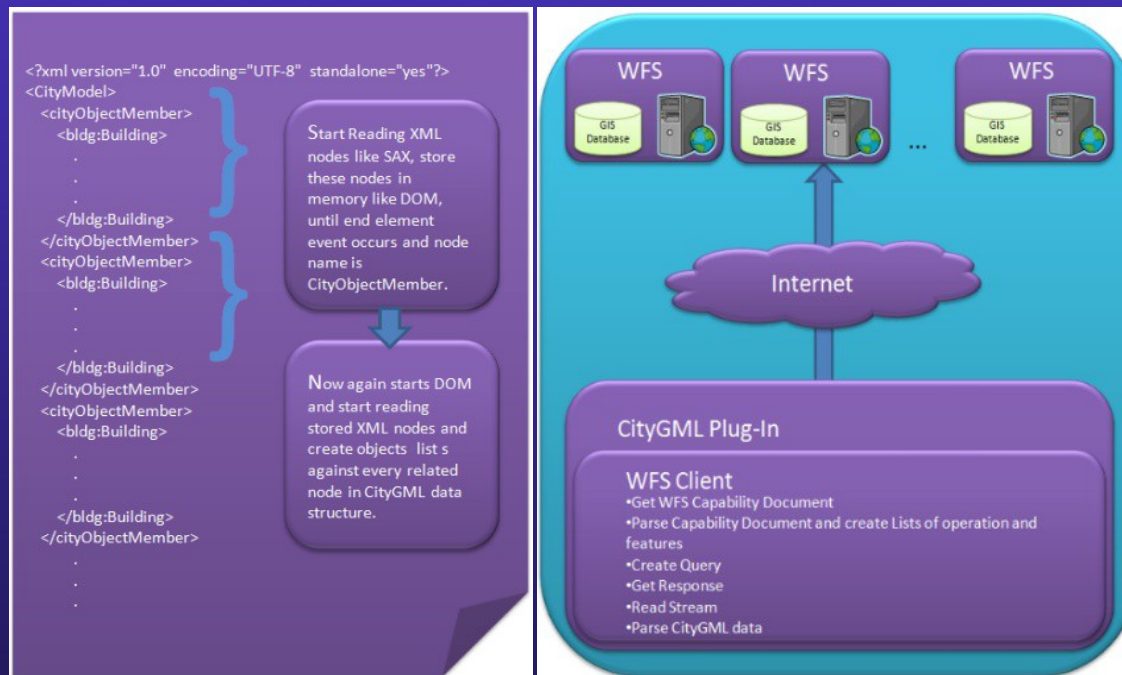 <?xml version="1.0" encoding="UTF-8" standalone="yes"?>
<CityModel>
<cityObjectMember>
<bldg:Building>
.
.
.
</bldg:Building>
</cityObjectMember>
<cityObjectMember>
<bldg:Building>
.
.
.
</bldg:Building>
</cityObjectMember>
<cityObjectMember>
<bldg:Building>
.
.
.
</bldg:Building>
</cityObjectMember>
.
.
.
Start Reading XML
nodes like SAX, store
these nodes in
memory like DOM,
until end element
event occurs and node
name is
CityObjectMember.
Now again starts DOM
and start reading
stored XML nodes and
create objects list s
against every related
node in CityGML data
structure.
WFS
GIS
Database
WFS
GIS
Database
...
WFS
GIS
Database
Internet
CityGML Plug-In
WFS Client
•Get WFS Capability Document
•Parse Capability Document and create Lists of operation and
features
•Create Query
•Get Response
•Read Stream
•Parse CityGML data